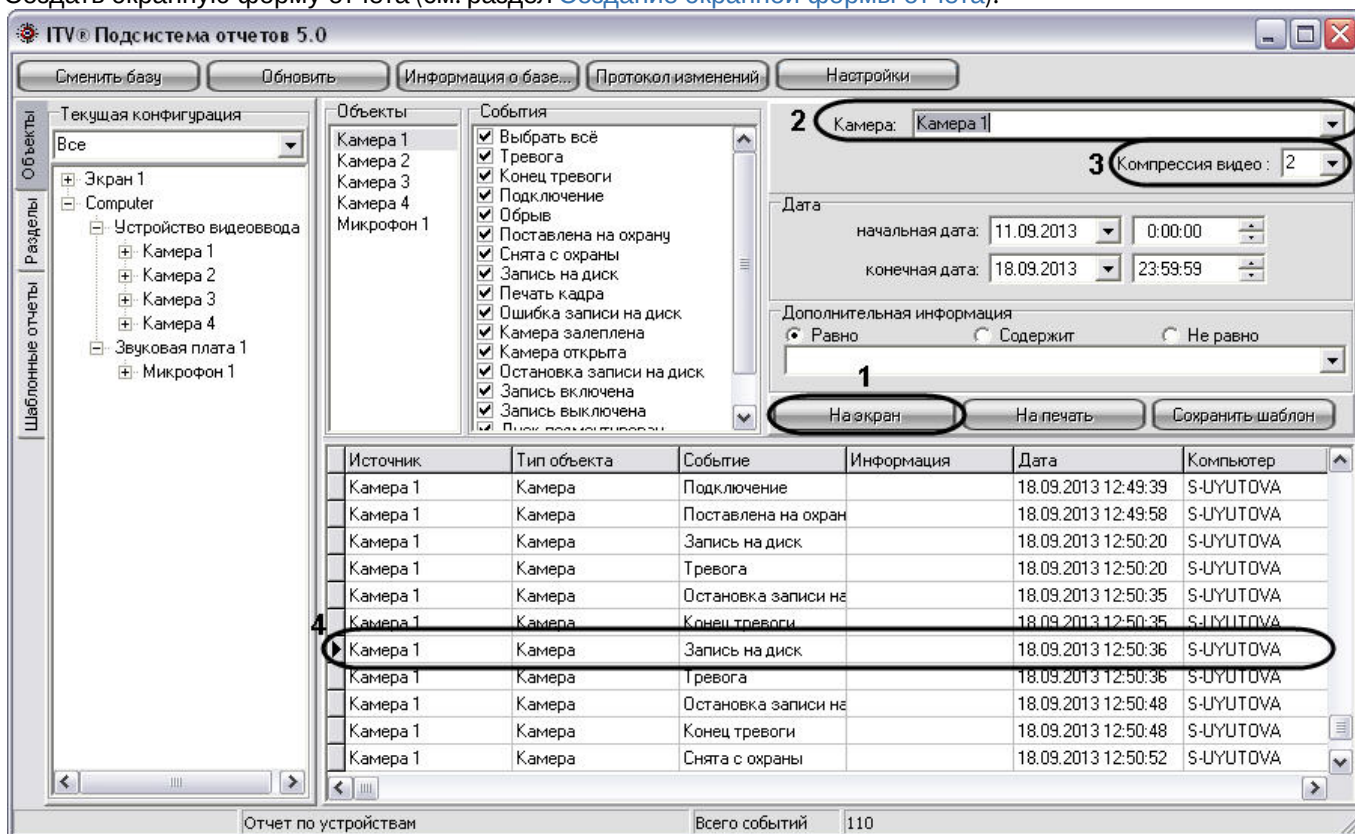 Создать экранную форму отчета (см. раздел Создание экранной формы отчета).
ITV® Подсистема отчетов 5.0
Сменить базу Обновить Информация о базе... Протокол изменений Настройки
Объекты
Разделы
Шаблонные отчеты
Текущая конфигурация
Все
Экран 1
Computer
Устройство видеоввода
Камера 1
Камера 2
Камера 3
Камера 4
Звуковая плата 1
Микрофон 1
Объекты
Камера 1
Камера 2
Камера 3
Камера 4
Микрофон 1
События
Выбрать всё
Тревога
Конец тревоги
Подключение
Обрыв
Поставлена на охрану
Снята с охраны
Запись на диск
Печать кадра
Ошибка записи на диск
Камера залеплена
Камера открыта
Остановка записи на диск
Запись включена
Запись выключена
2 Камера: Камера 1
3 Компрессия видео : 2
Дата
начальная дата: 11.09.2013 0:00:00
конечная дата: 18.09.2013 23:59:59
Дополнительная информация
Равно Содержит Не равно
1
На экран На печать Сохранить шаблон
Источник Тип объекта Событие Информация Дата Компьютер
Камера 1 Камера Подключение 18.09.2013 12:49:39 S-UYUTOVA
Камера 1 Камера Поставлена на охран 18.09.2013 12:49:58 S-UYUTOVA
Камера 1 Камера Запись на диск 18.09.2013 12:50:20 S-UYUTOVA
Камера 1 Камера Тревога 18.09.2013 12:50:20 S-UYUTOVA
Камера 1 Камера Остановка записи на 18.09.2013 12:50:35 S-UYUTOVA
Камера 1 Камера Конец тревоги 18.09.2013 12:50:35 S-UYUTOVA
4
Камера 1 Камера Запись на диск 18.09.2013 12:50:36 S-UYUTOVA
Камера 1 Камера Тревога 18.09.2013 12:50:36 S-UYUTOVA
Камера 1 Камера Остановка записи на 18.09.2013 12:50:48 S-UYUTOVA
Камера 1 Камера Конец тревоги 18.09.2013 12:50:48 S-UYUTOVA
Камера 1 Камера Снята с охраны 18.09.2013 12:50:52 S-UYUTOVA
Отчет по устройствам Всего событий 110